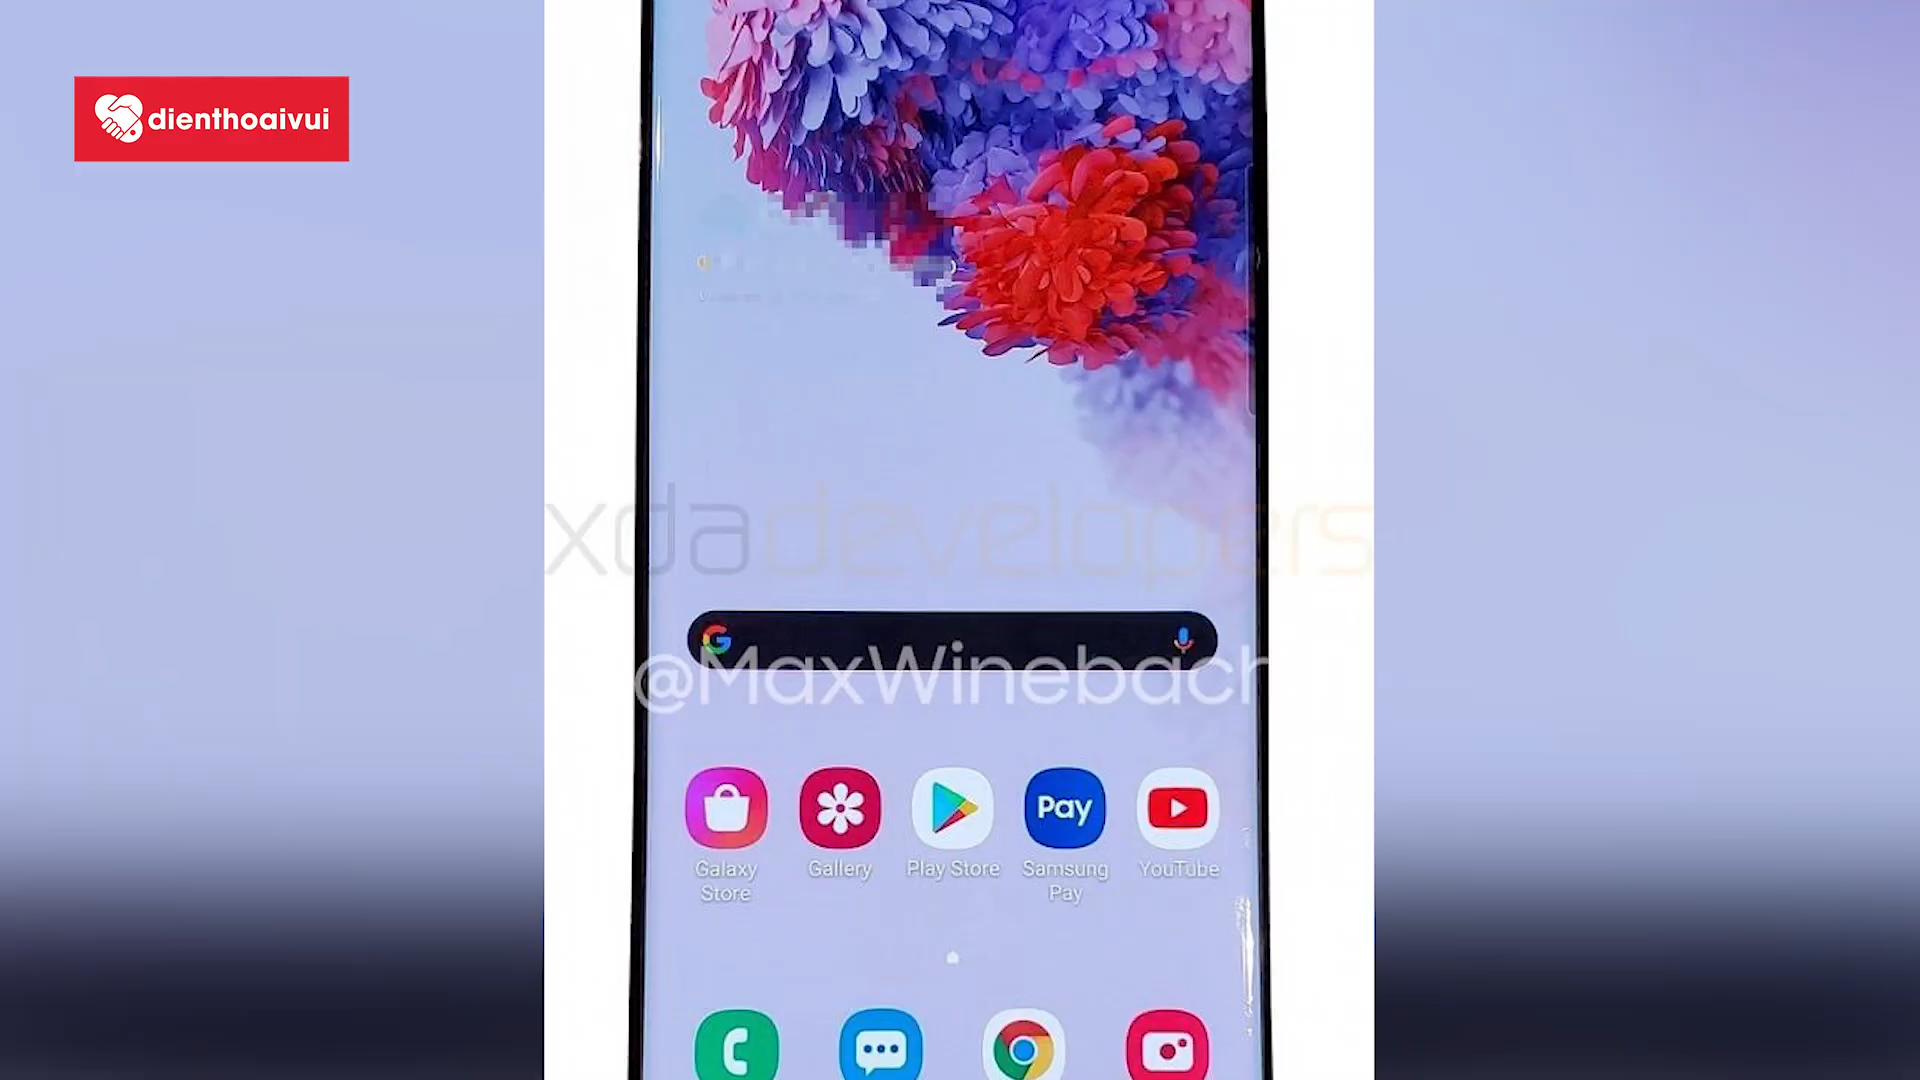 dienthoaivui
xdadevelopers
@MaxWinebach
Galaxy
Store
Gallery
Play Store
Pay
Samsung
Pay
YouTube